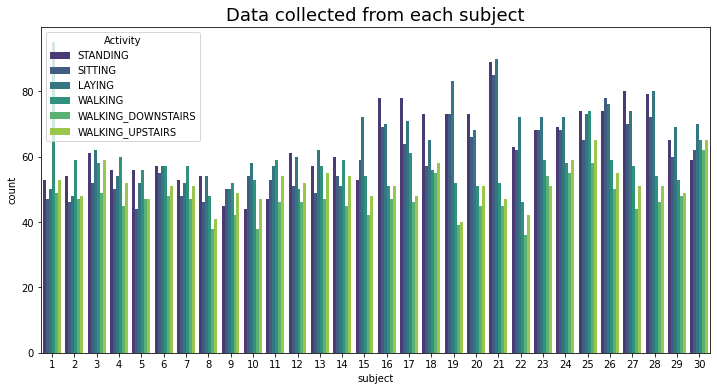 Data collected from each subject
Activity
STANDING
SITTING
LAYING
WALKING
WALKING_DOWNSTAIRS
WALKING_UPSTAIRS
count
80
60
40
20
0
1 2 3 4 5 6 7 8 9 10 11 12 13 14 15 16 17 18 19 20 21 22 23 24 25 26 27 28 29 30
subject